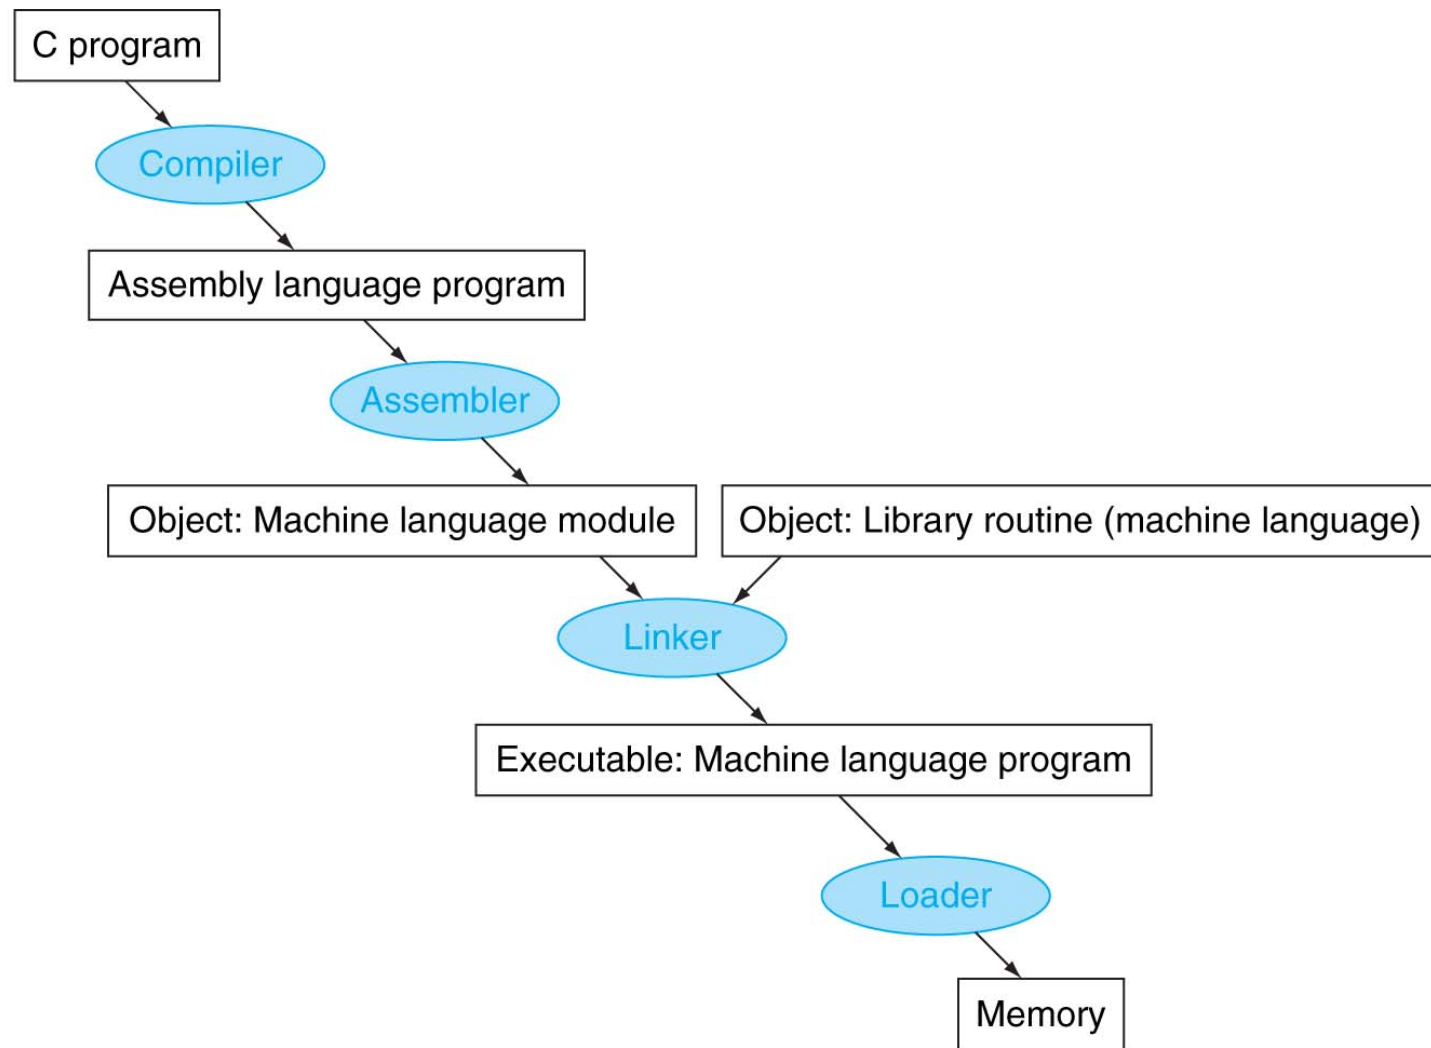 C program
Compiler
Assembly language program
Assembler
Object: Machine language module
Object: Library routine (machine language)
Linker
Executable: Machine language program
Loader
Memory